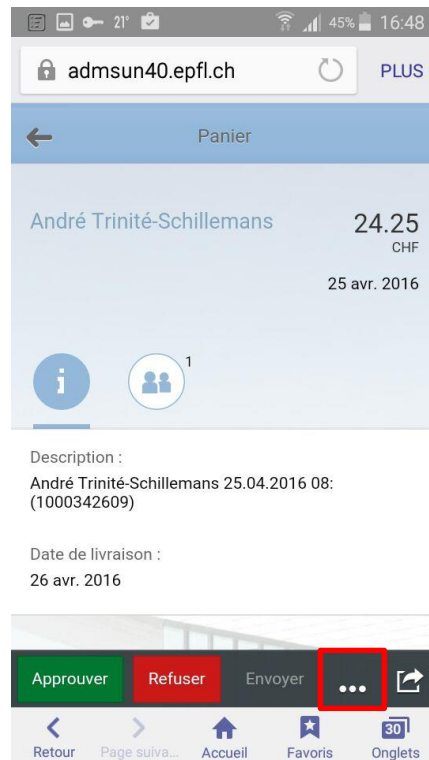 21° 45% 16:48
admsun40.epfl.ch PLUS
Panier
André Trinité-Schillemans 24.25
CHF
25 avr. 2016
i 1
Description :
André Trinité-Schillemans 25.04.2016 08:
(1000342609)
Date de livraison :
26 avr. 2016
Approuver Refuser Envoyer ...
30
Retour Page suiva... Accueil Favoris Onglets